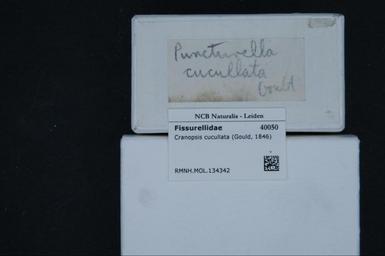 Puncturella
cucullata
Gould
NCB Naturalis - Leiden
Fissurellidae 40050
Cranopsis cucullata (Gould, 1846)
RMNH.MOL.134342